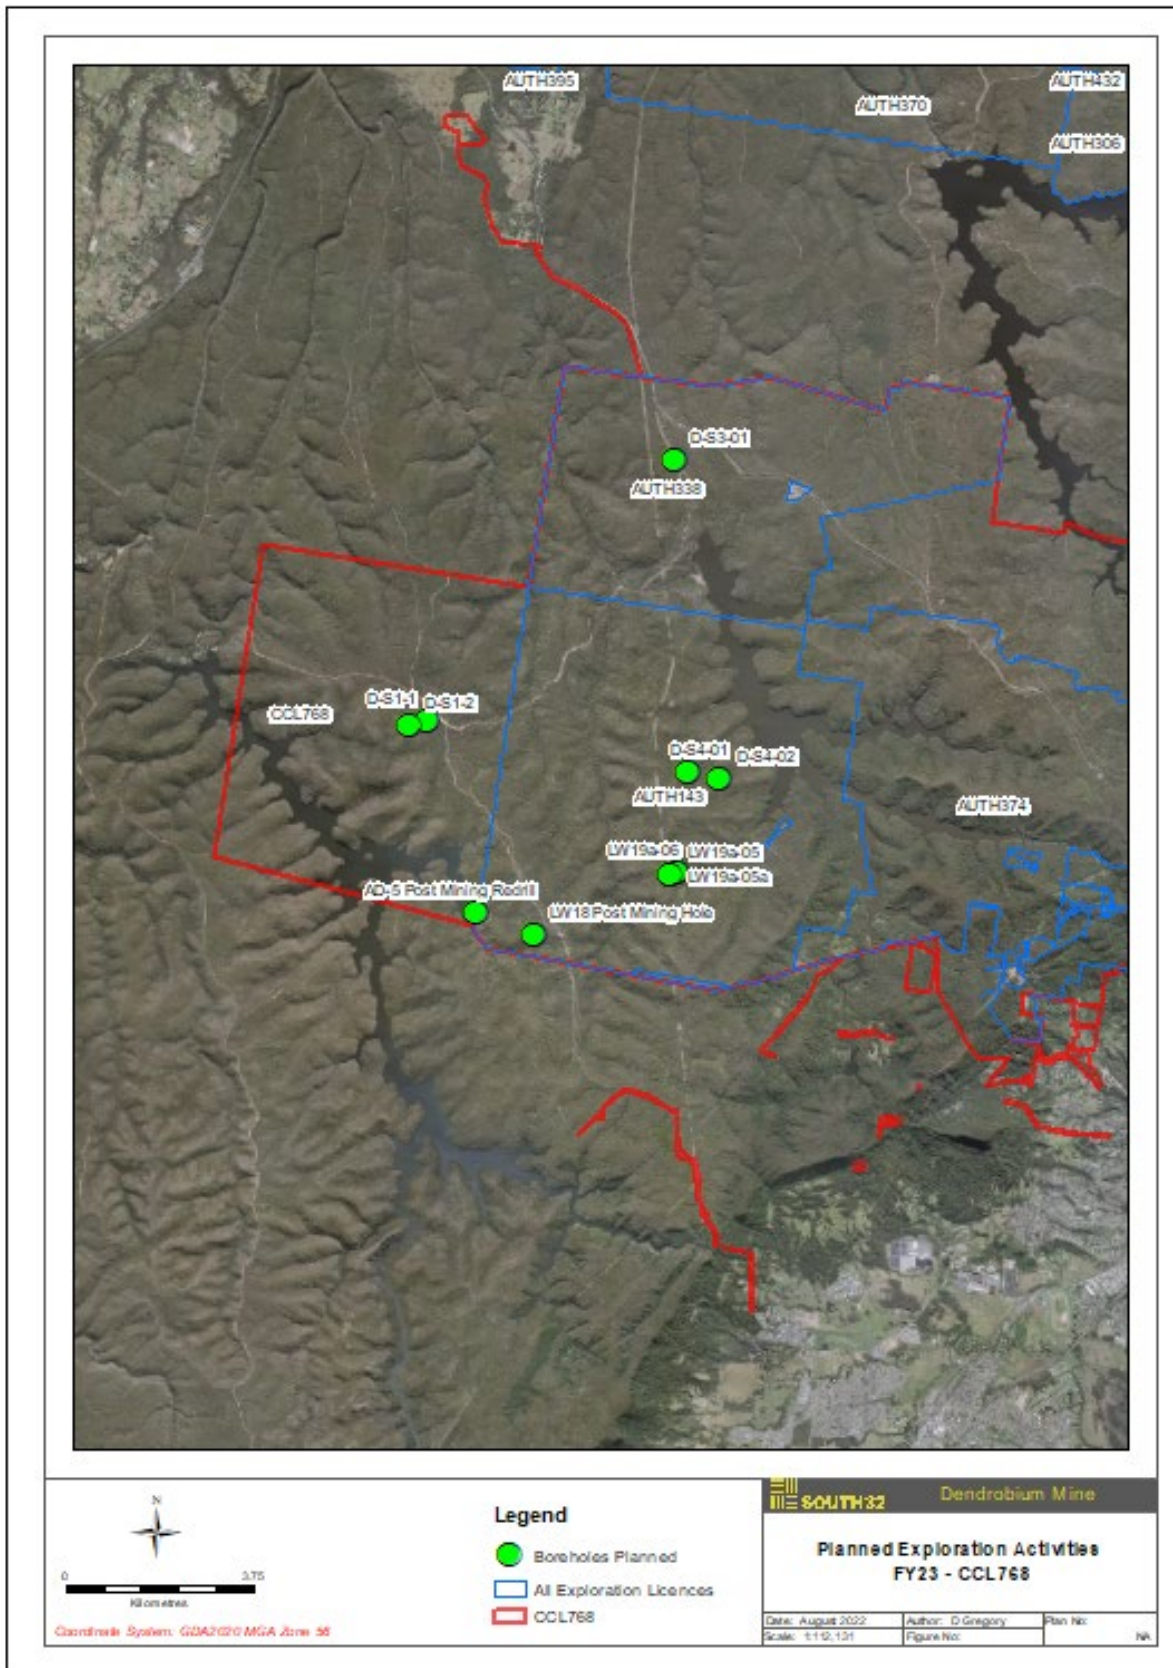 AUTH395
AUTH432
AUTH370
AUTH306
D-S3-01
AUTH338
D-S1-1
D-S1-2
CCL768
D-S4-01
D-S4-02
AUTH143
AUTH374
LW19a-06
LW19a-05
LW19a-05a
AD-5 Post Mining Redrill
LW18 Post Mining Hole
N
0 3.75
Kilometres
Coordinate System: GDA2020 MGA Zone 56
Legend
Boreholes Planned
All Exploration Licences
CCL768
SOUTH32 Dendrobium Mine
Planned Exploration Activities
FY23 - CCL768
Date: August 2022 Author: D Gregory Plan No:
Scale: 1:112,131 Figure No: NA